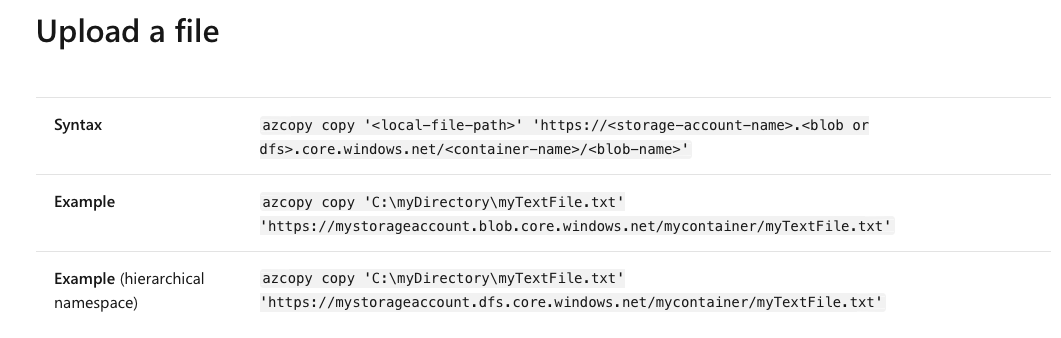 Upload a file
Syntax
azcopy copy '<local-file-path>' 'https://<storage-account-name>.<blob or
dfs>.core.windows.net/<container-name>/<blob-name>'
Example
azcopy copy 'C:\myDirectory\myTextFile.txt'
'https://mystorageaccount.blob.core.windows.net/mycontainer/myTextFile.txt'
Example (hierarchical
namespace)
azcopy copy 'C:\myDirectory\myTextFile.txt'
'https://mystorageaccount.dfs.core.windows.net/mycontainer/myTextFile.txt'